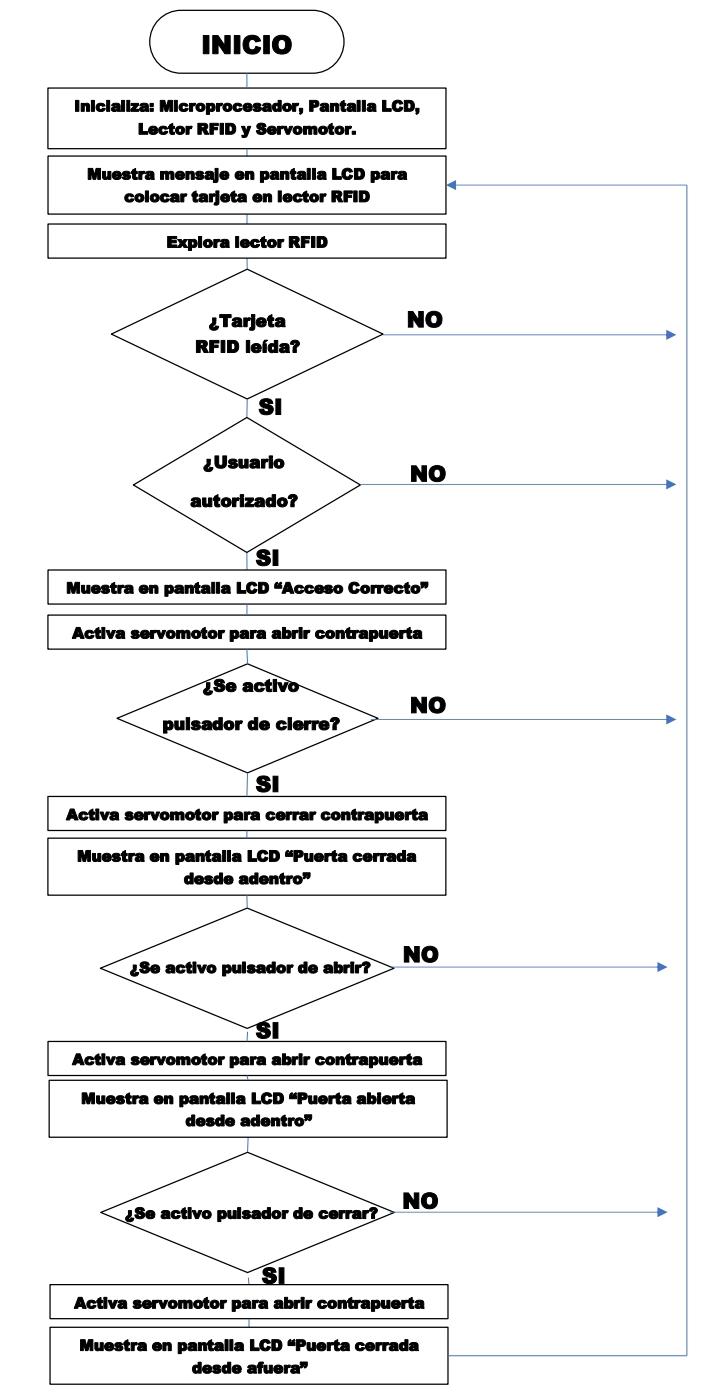 INICIO
Inicializa: Microprocesador, Pantalla LCD,
Lector RFID y Servomotor.
Muestra mensaje en pantalla LCD para
colocar tarjeta en lector RFID
Explora lector RFID
¿Tarjeta
RFID leída?
NO
SI
¿Usuario
autorizado?
NO
SI
Muestra en pantalla LCD “Acceso Correcto”
Activa servomotor para abrir contrapuerta
¿Se activo
pulsador de cierre?
NO
SI
Activa servomotor para cerrar contrapuerta
Muestra en pantalla LCD “Puerta cerrada
desde adentro”
¿Se activo pulsador de abrir?
NO
SI
Activa servomotor para abrir contrapuerta
Muestra en pantalla LCD “Puerta abierta
desde adentro”
¿Se activo pulsador de cerrar?
NO
SI
Activa servomotor para abrir contrapuerta
Muestra en pantalla LCD “Puerta cerrada
desde afuera”